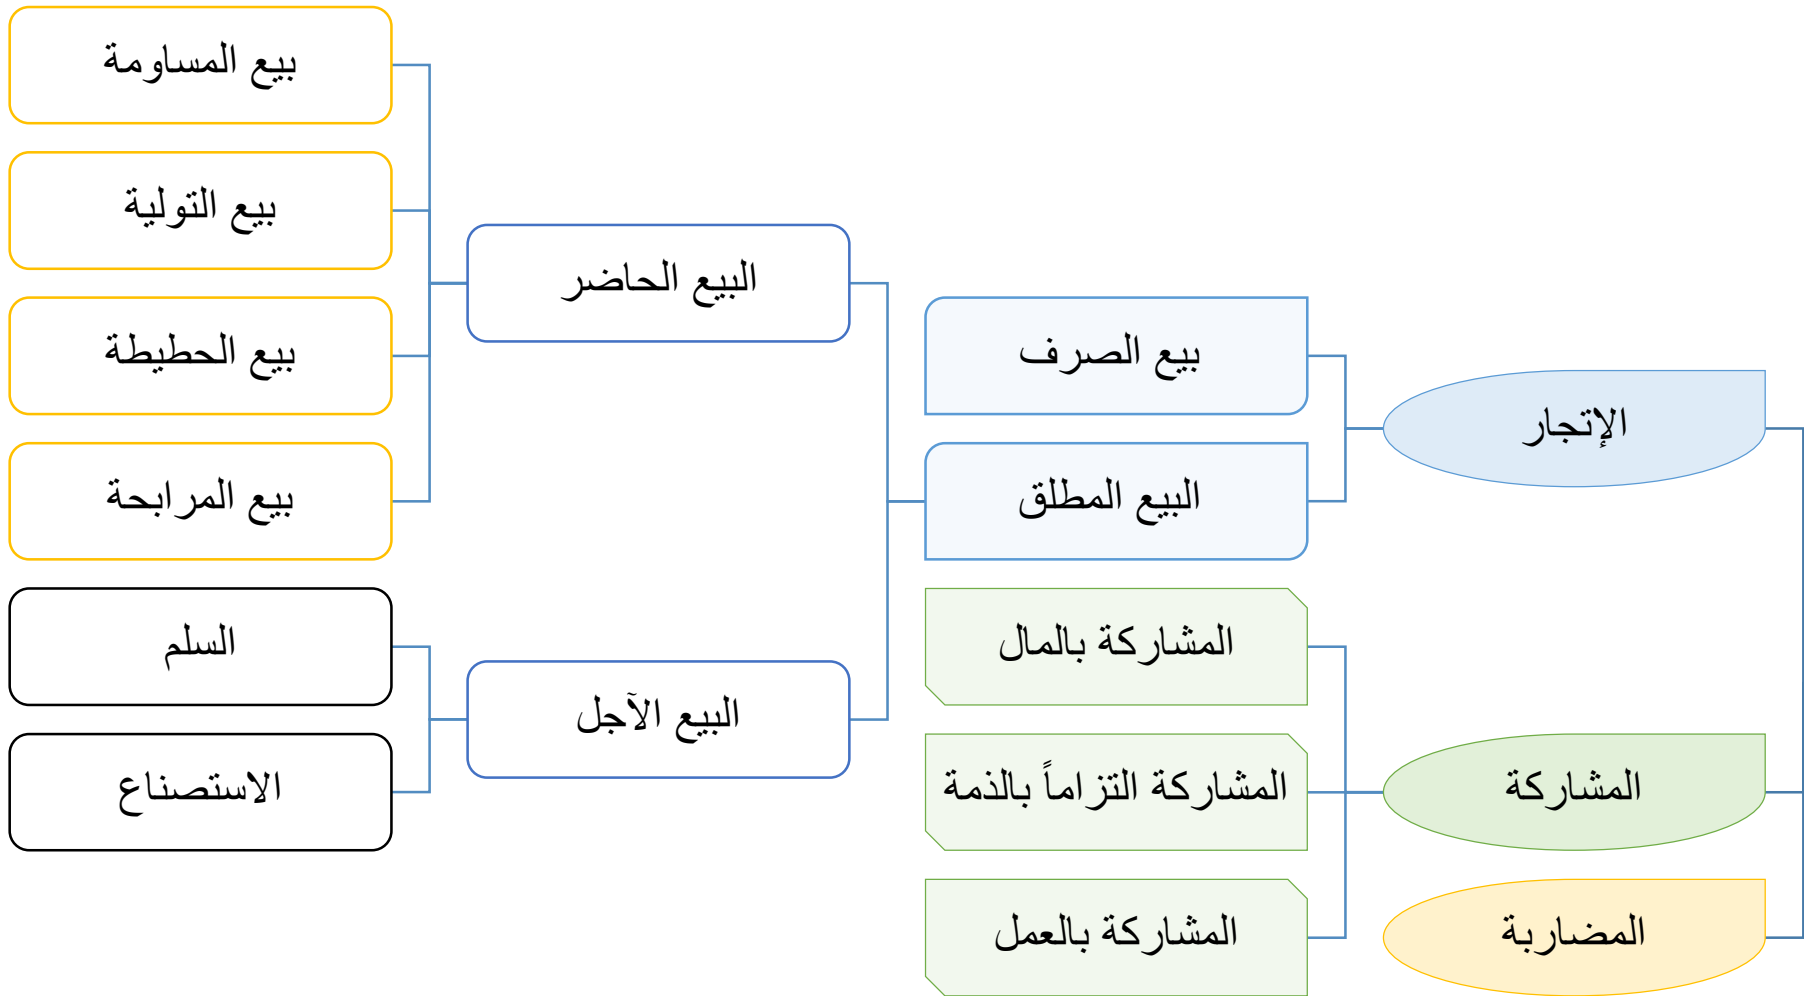 الإتجار
بيع الصرف
البيع المطلق
البيع الحاضر
بيع المساومة
بيع التولية
بيع الحطيطة
بيع المرابحة
البيع الآجل
السلم
الاستصناع
المشاركة
المشاركة بالمال
المشاركة التزاماً بالذمة
المشاركة بالعمل
المضاربة